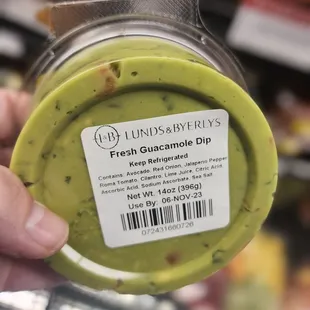 L&B LUNDS&BYERLYS
Fresh Guacamole Dip
Keep Refrigerated
Contains: Avocado, Red Onion, Jalapeno Pepper,
Roma Tomato, Cilantro, Lime Juice, Citric Acid,
Ascorbic Acid, Sodium Ascorbate, Sea Salt.
Net Wt. 14oz (396g)
Use By: 06-NOV-23
072431680726